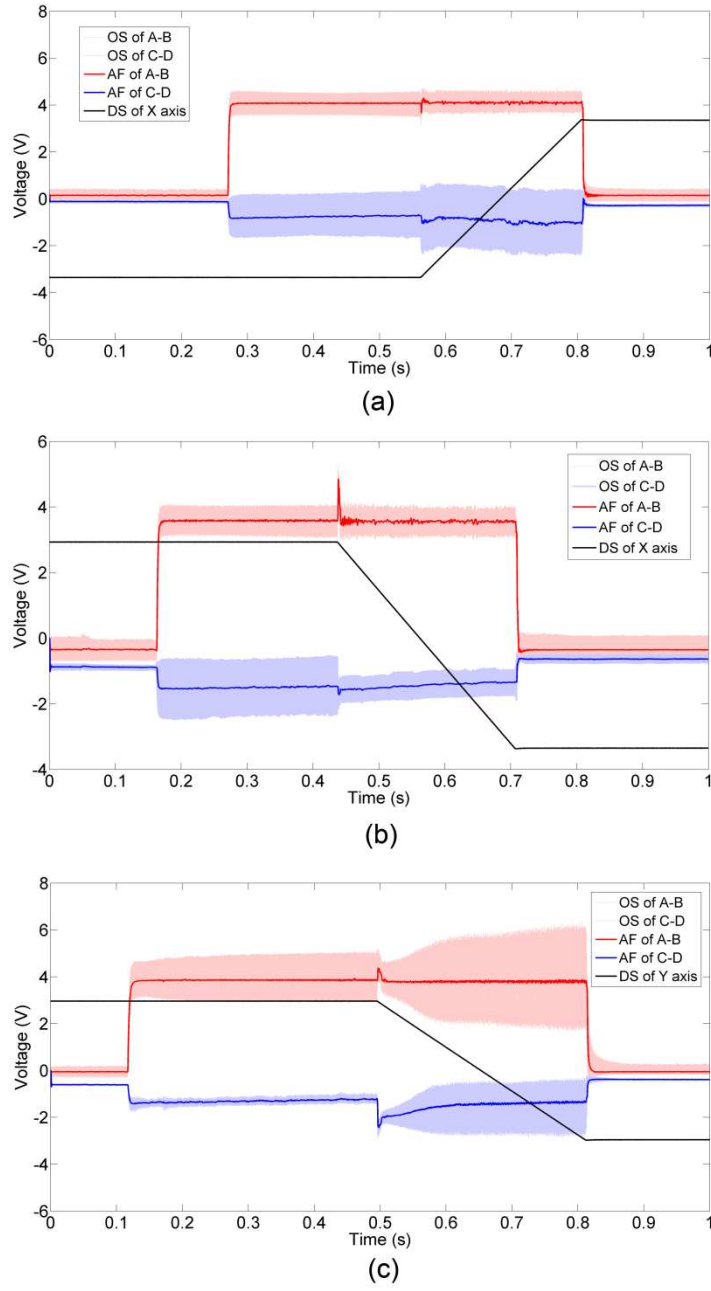 8
6
4
2
0
-2
-4
-6
Voltage (V)
OS of A-B
OS of C-D
AF of A-B
AF of C-D
DS of X axis
0 0.1 0.2 0.3 0.4 0.5 0.6 0.7 0.8 0.9 1
Time (s)
(a)
6
4
2
0
-2
-4
Voltage (V)
OS of A-B
OS of C-D
AF of A-B
AF of C-D
DS of X axis
0 0.1 0.2 0.3 0.4 0.5 0.6 0.7 0.8 0.9 1
Time (s)
(b)
8
6
4
2
0
-2
-4
-6
Voltage (V)
OS of A-B
OS of C-D
AF of A-B
AF of C-D
DS of Y axis
0 0.1 0.2 0.3 0.4 0.5 0.6 0.7 0.8 0.9 1
Time (s)
(c)